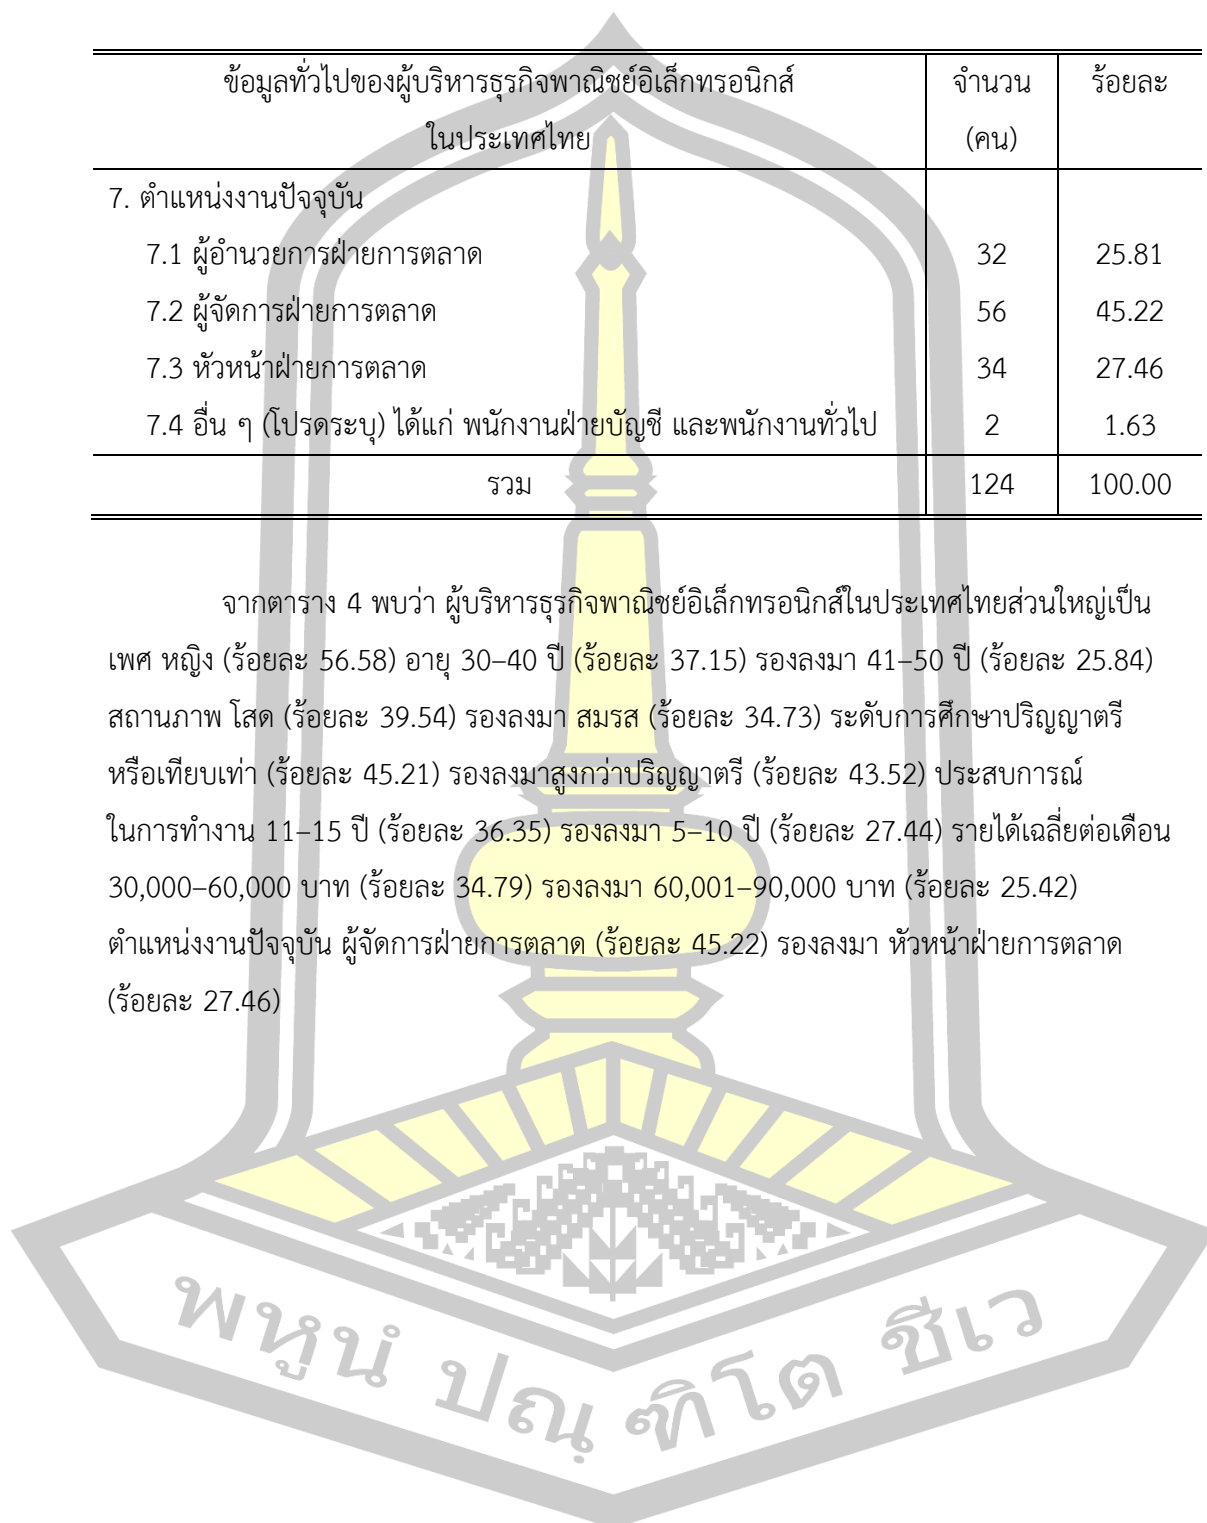 ข้อมูลทั่วไปของผู้บริหารธุรกิจพาณิชย์อิเล็กทรอนิกส์ จำนวน ร้อยละ
ในประเทศไทย (คน)
7. ตำแหน่งงานปัจจุบัน
7.1 ผู้อำนวยการฝ่ายการตลาด 32 25.81
7.2 ผู้จัดการฝ่ายการตลาด 56 45.22
7.3 หัวหน้าฝ่ายการตลาด 34 27.46
7.4 อื่น ๆ (โปรดระบุ) ได้แก่ พนักงานฝ่ายบัญชี และพนักงานทั่วไป 2 1.63
รวม 124 100.00
จากตาราง 4 พบว่า ผู้บริหารธุรกิจพาณิชย์อิเล็กทรอนิกส์ในประเทศไทยส่วนใหญ่เป็น
เพศ หญิง (ร้อยละ 56.58) อายุ 30–40 ปี (ร้อยละ 37.15) รองลงมา 41–50 ปี (ร้อยละ 25.84)
สถานภาพ โสด (ร้อยละ 39.54) รองลงมา สมรส (ร้อยละ 34.73) ระดับการศึกษาปริญญาตรี
หรือเทียบเท่า (ร้อยละ 45.21) รองลงมาสูงกว่าปริญญาตรี (ร้อยละ 43.52) ประสบการณ์
ในการทำงาน 11–15 ปี (ร้อยละ 36.35) รองลงมา 5–10 ปี (ร้อยละ 27.44) รายได้เฉลี่ยต่อเดือน
30,000–60,000 บาท (ร้อยละ 34.79) รองลงมา 60,001–90,000 บาท (ร้อยละ 25.42)
ตำแหน่งงานปัจจุบัน ผู้จัดการฝ่ายการตลาด (ร้อยละ 45.22) รองลงมา หัวหน้าฝ่ายการตลาด
(ร้อยละ 27.46)
พหูนํ ปณฺ ฑิโต ชีเว